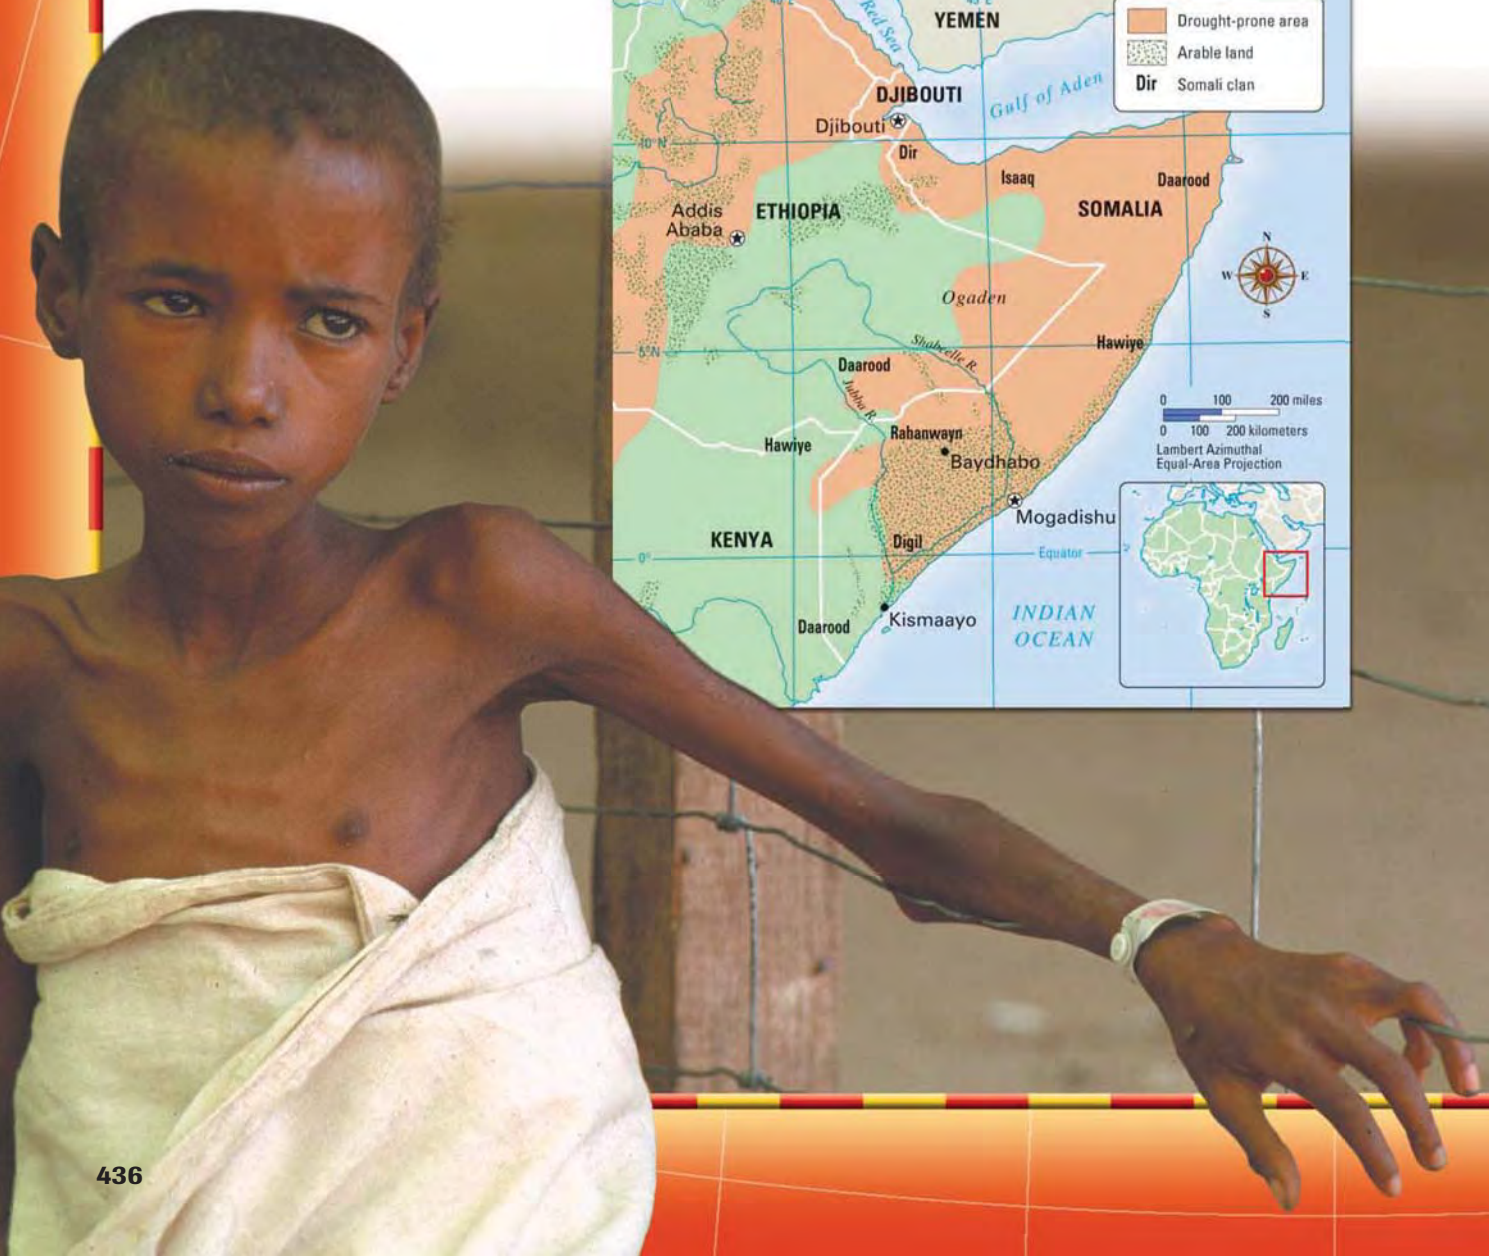 40°E
45°E
Red Sea
YEMEN
Drought-prone area
Arable land
Dir Somali clan
DJIBOUTI
Gulf of Aden
Djibouti
10°N
Dir
Isaaq
Daarood
Addis
Ababa
ETHIOPIA
SOMALIA
N
W
E
S
Ogaden
5°N
Shabeelle R.
Hawiye
Daarood
Jubba R.
0 100 200 miles
0 100 200 kilometers
Lambert Azimuthal
Equal-Area Projection
Hawiye
Rahanwayn
Baydhabo
Mogadishu
KENYA
Digil
0°
Equator
INDIAN
OCEAN
Kismaayo
Daarood
436